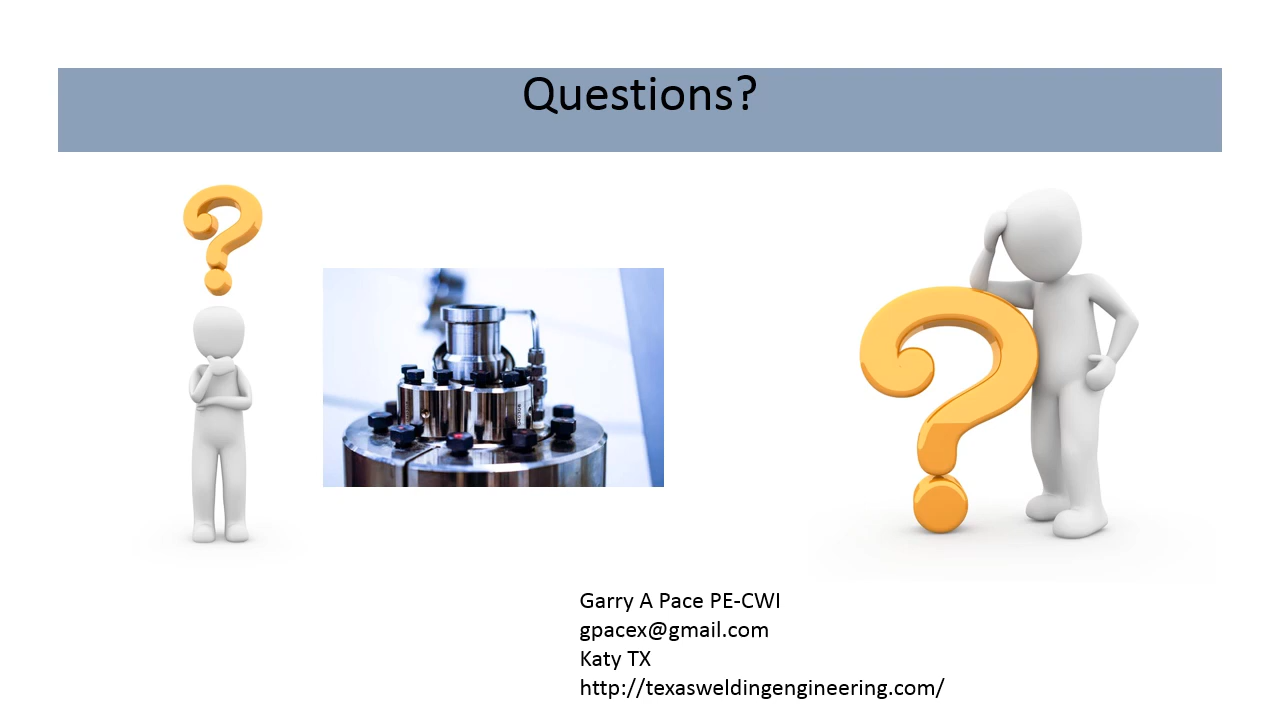 Questions?
Garry A Pace PE-CWI
gpacex@gmail.com
Katy TX
http://texasweldingengineering.com/